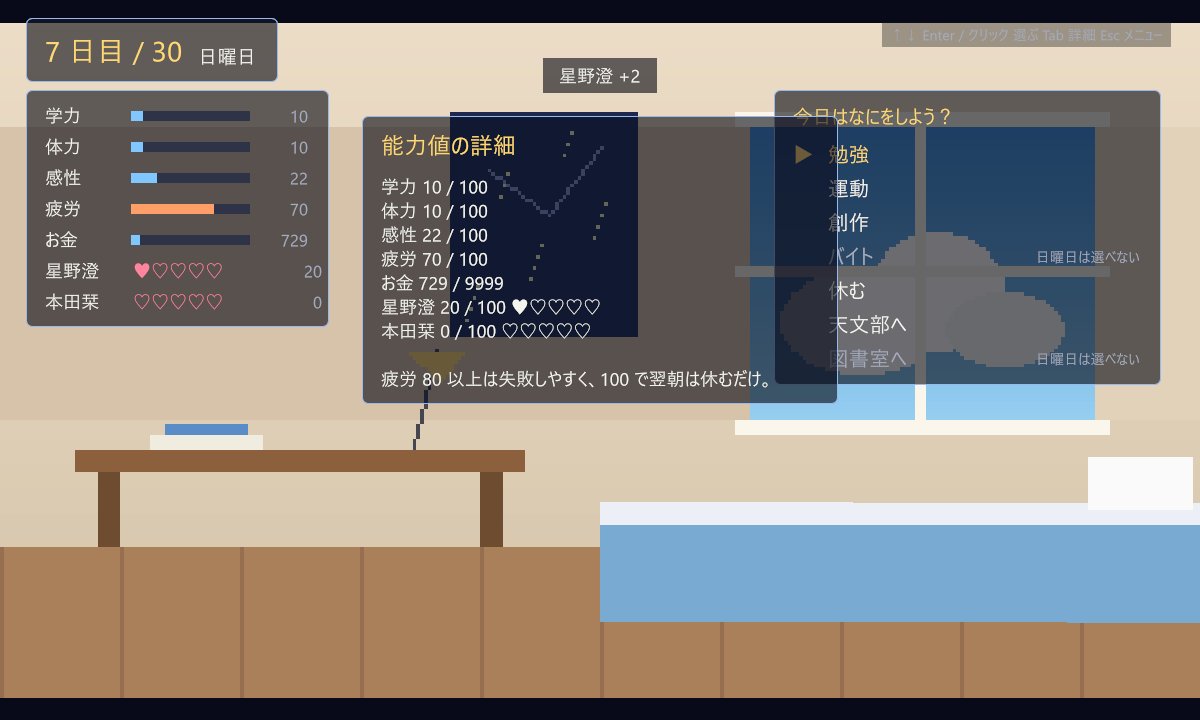 7 日目 / 30 日曜日
↑ ↓ Enter / クリック 選ぶ Tab 詳細 Esc メニュー
星野澄 +2
学力 10
体力 10
感性 22
疲労 70
お金 729
星野澄 ♥♡♡♡♡ 20
本田栞 ♡♡♡♡♡ 0
能力値の詳細
学力 10 / 100
体力 10 / 100
感性 22 / 100
疲労 70 / 100
お金 729 / 9999
星野澄 20 / 100 ♥♡♡♡♡
本田栞 0 / 100 ♡♡♡♡♡
疲労 80 以上は失敗しやすく、100 で翌朝は休むだけ。
今日はなにをしよう？
▶ 勉強
運動
創作
バイト 日曜日は選べない
休む
天文部へ
図書室へ 日曜日は選べない